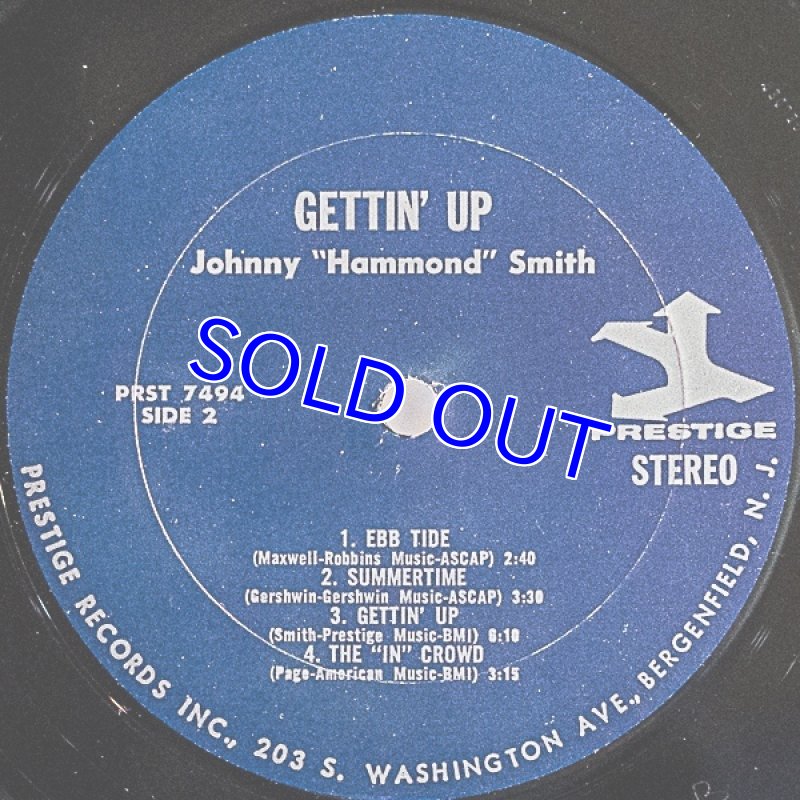 GETTIN' UP
Johnny "Hammond" Smith
SOLD OUT
PRST 7494
SIDE 2
PRESTIGE
STEREO
1. EBB TIDE
(Maxwell-Robbins Music-ASCAP) 2:40
2. SUMMERTIME
(Gershwin-Gershwin Music-ASCAP) 3:30
3. GETTIN' UP
(Smith-Prestige Music-BMI) 6:10
4. THE "IN" CROWD
(Page-American Music-BMI) 3:15
PRESTIGE RECORDS INC., 203 S. WASHINGTON AVE., BERGENFIELD, N. J.